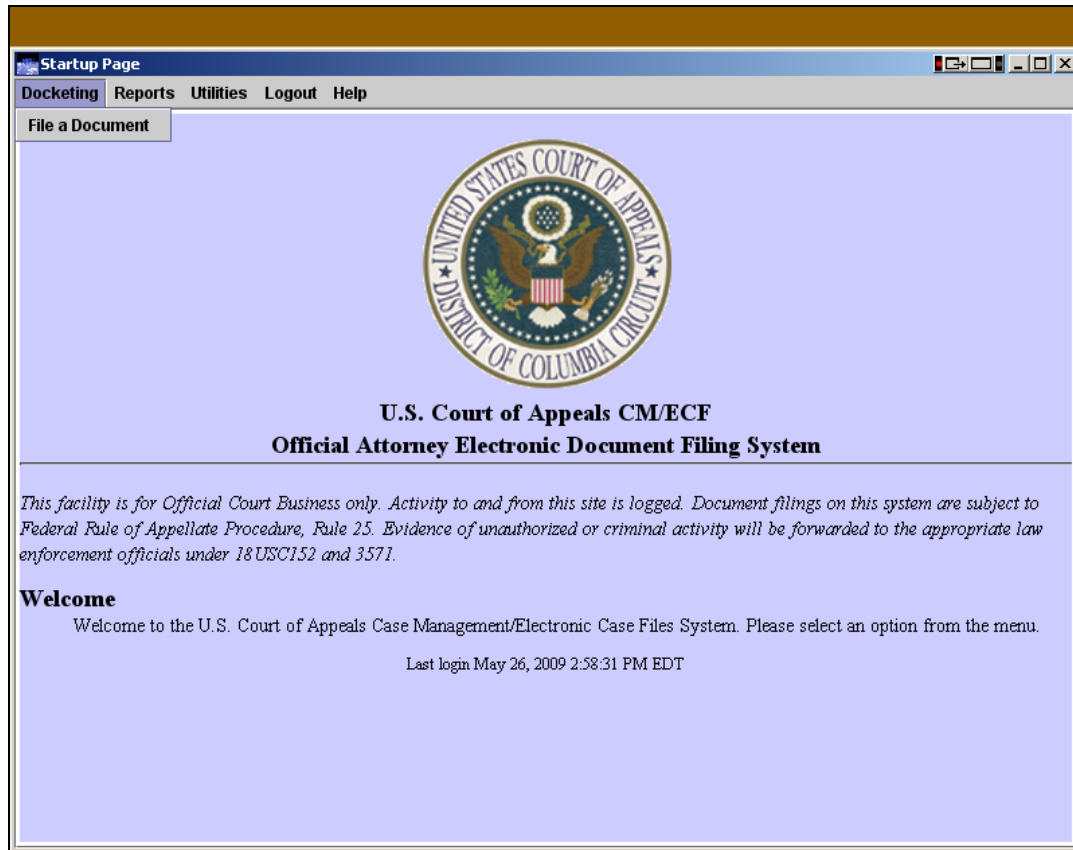 Startup Page
Docketing Reports Utilities Logout Help
File a Document
UNITED STATES COURT OF APPEALS
DISTRICT OF COLUMBIA CIRCUIT
U.S. Court of Appeals CM/ECF
Official Attorney Electronic Document Filing System
This facility is for Official Court Business only. Activity to and from this site is logged. Document filings on this system are subject to
Federal Rule of Appellate Procedure, Rule 25. Evidence of unauthorized or criminal activity will be forwarded to the appropriate law
enforcement officials under 18 USC152 and 3571.
Welcome
Welcome to the U.S. Court of Appeals Case Management/Electronic Case Files System. Please select an option from the menu.
Last login May 26, 2009 2:58:31 PM EDT